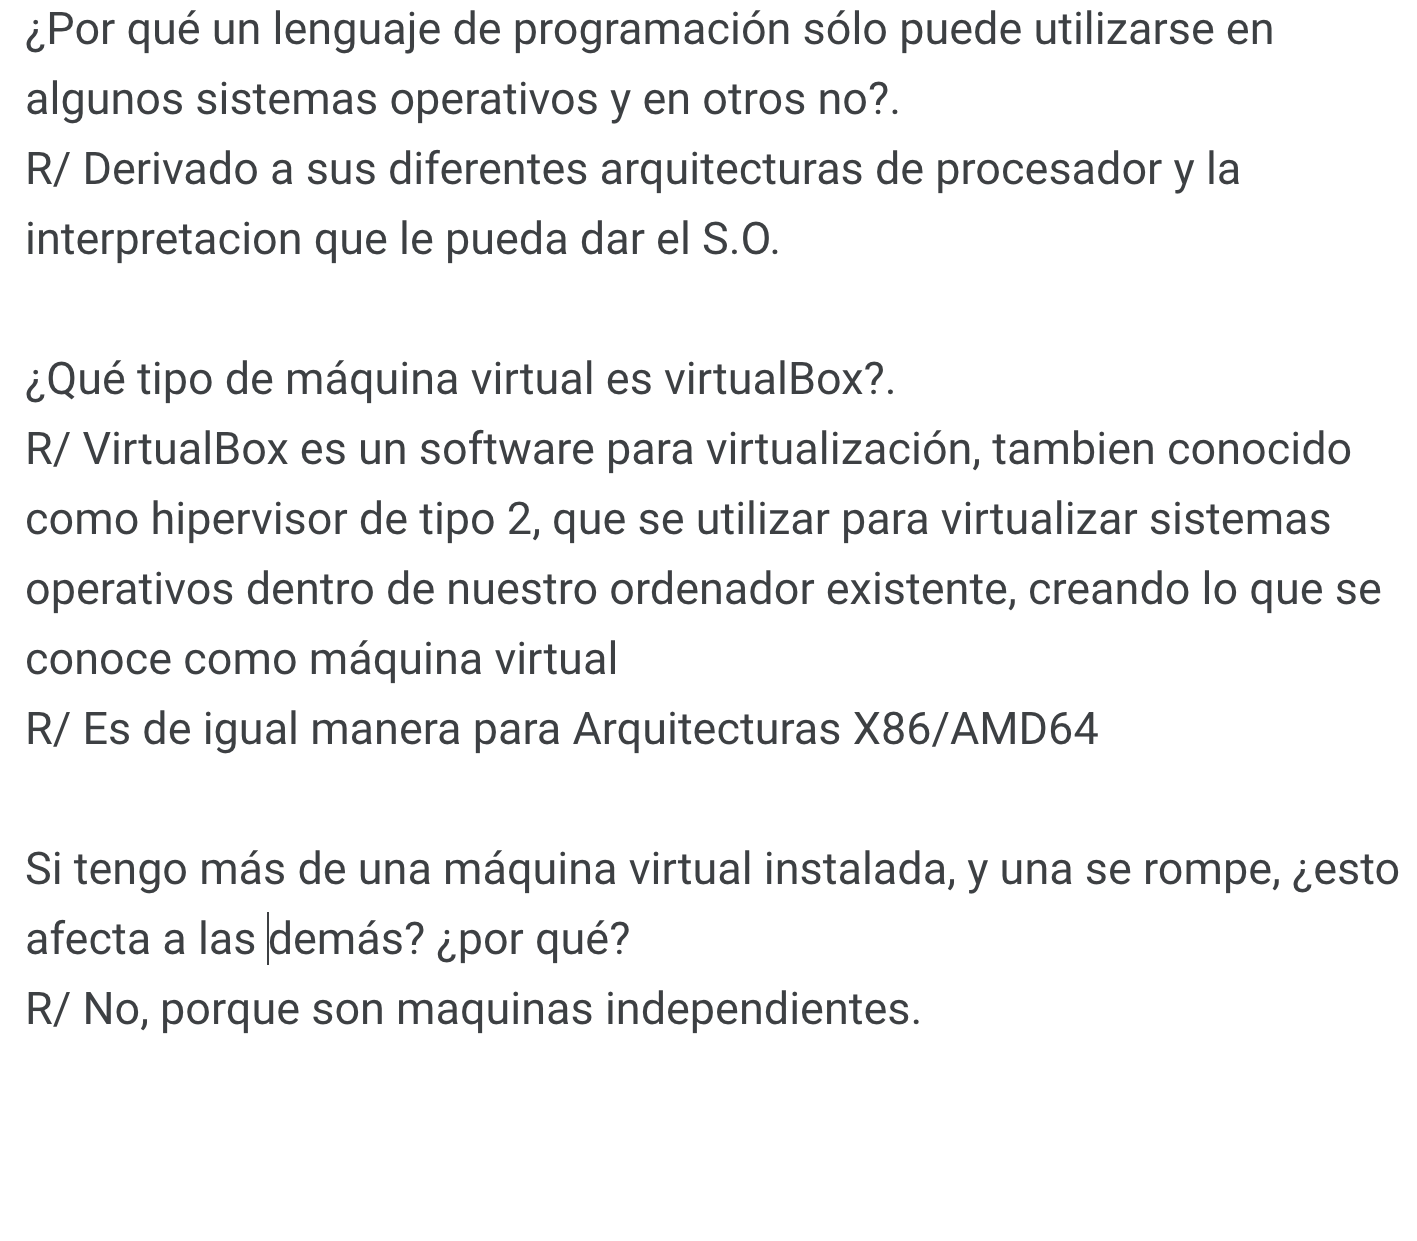 ¿Por qué un lenguaje de programación sólo puede utilizarse en
algunos sistemas operativos y en otros no?.
R/ Derivado a sus diferentes arquitecturas de procesador y la
interpretacion que le pueda dar el S.O.
¿Qué tipo de máquina virtual es virtualBox?.
R/ VirtualBox es un software para virtualización, tambien conocido
como hipervisor de tipo 2, que se utilizar para virtualizar sistemas
operativos dentro de nuestro ordenador existente, creando lo que se
conoce como máquina virtual
R/ Es de igual manera para Arquitecturas X86/AMD64
Si tengo más de una máquina virtual instalada, y una se rompe, ¿esto
afecta a las demás? ¿por qué?
R/ No, porque son maquinas independientes.